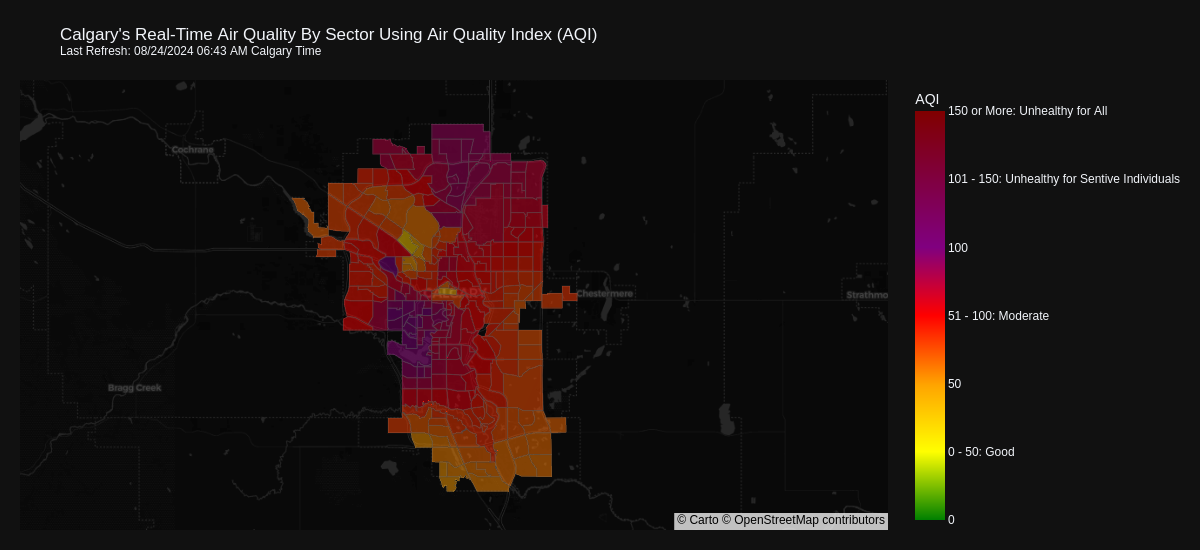 Calgary's Real-Time Air Quality By Sector Using Air Quality Index (AQI)
Last Refresh: 08/24/2024 06:43 AM Calgary Time
AQI
150 or More: Unhealthy for All
Cochrane
101 - 150: Unhealthy for Sentive Individuals
100
CALGARY
Chestermere
Strathmo
51 - 100: Moderate
50
Bragg Creek
0 - 50: Good
0
© Carto © OpenStreetMap contributors